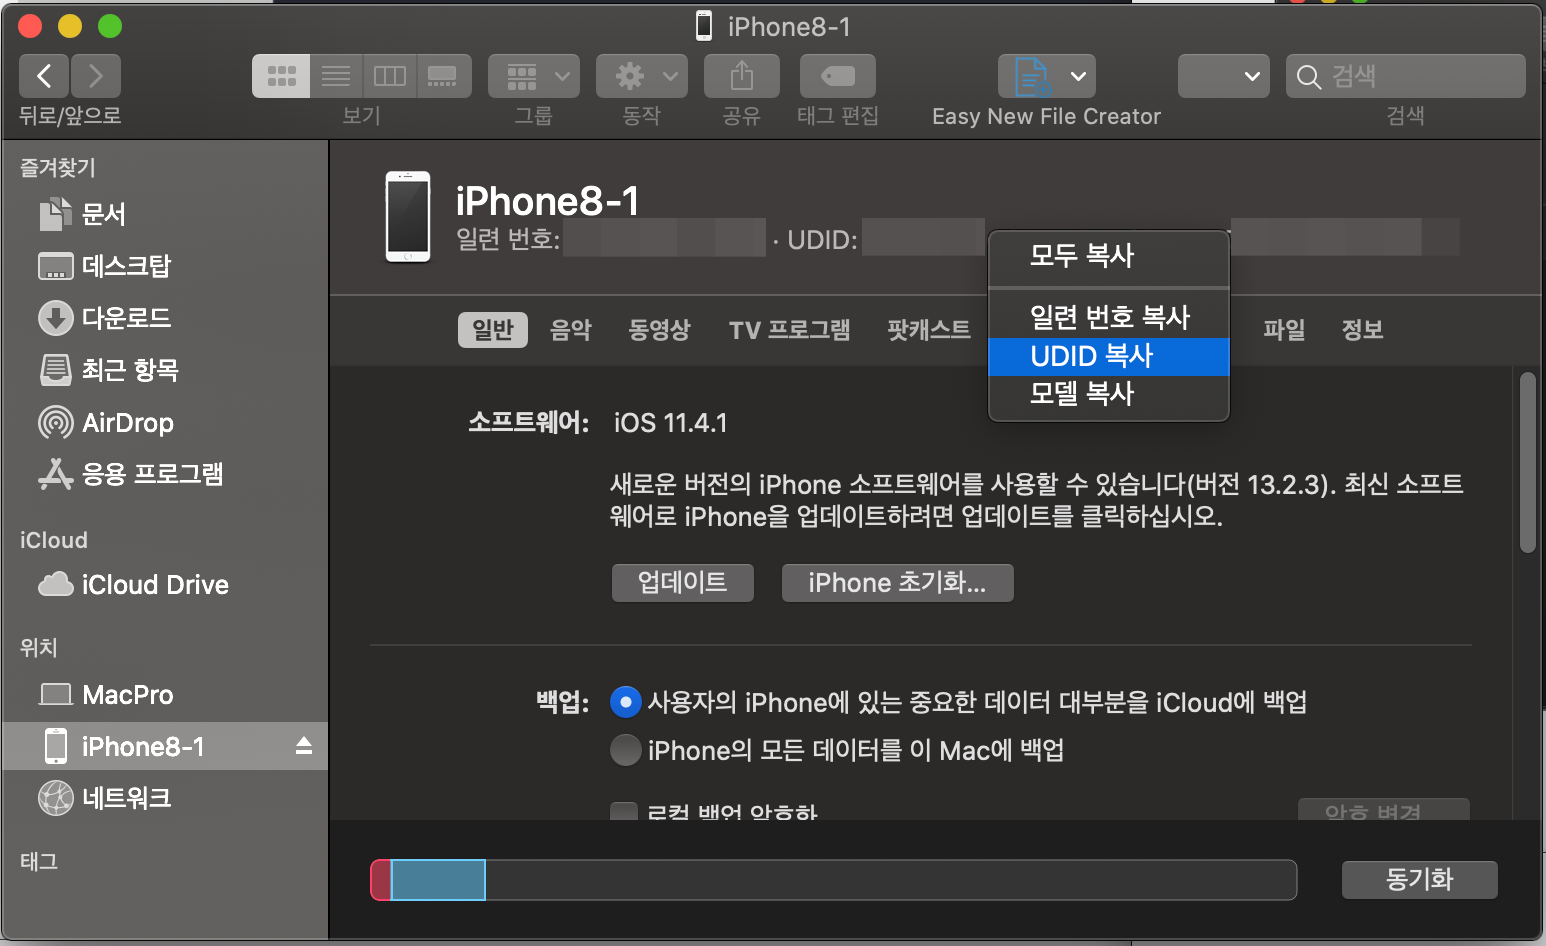 iPhone8-1
검색
뒤로/앞으로
보기
그룹
동작
공유
태그 편집
Easy New File Creator
검색
즐겨찾기
문서
데스크탑
다운로드
최근 항목
AirDrop
응용 프로그램
iCloud
iCloud Drive
위치
MacPro
iPhone8-1
네트워크
태그
iPhone8-1
일련 번호:
· UDID:
모두 복사
일련 번호 복사
UDID 복사
모델 복사
일반
음악
동영상
TV 프로그램
팟캐스트
파일
정보
소프트웨어: iOS 11.4.1
새로운 버전의 iPhone 소프트웨어를 사용할 수 있습니다(버전 13.2.3). 최신 소프트
웨어로 iPhone을 업데이트하려면 업데이트를 클릭하십시오.
업데이트
iPhone 초기화...
백업: 사용자의 iPhone에 있는 중요한 데이터 대부분을 iCloud에 백업
iPhone의 모든 데이터를 이 Mac에 백업
로컬 백업 암호화
암호 변경
동기화